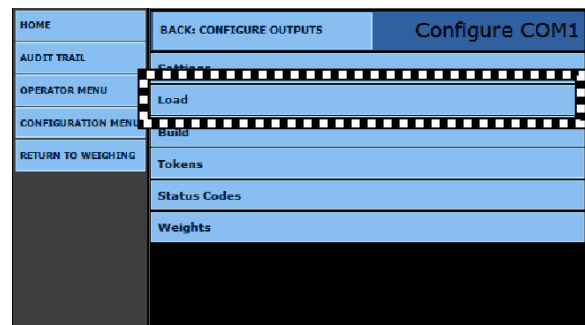 HOME
AUDIT TRAIL
OPERATOR MENU
CONFIGURATION MENU
RETURN TO WEIGHING
BACK: CONFIGURE OUTPUTS
Configure COM1
Settings
Load
Build
Tokens
Status Codes
Weights